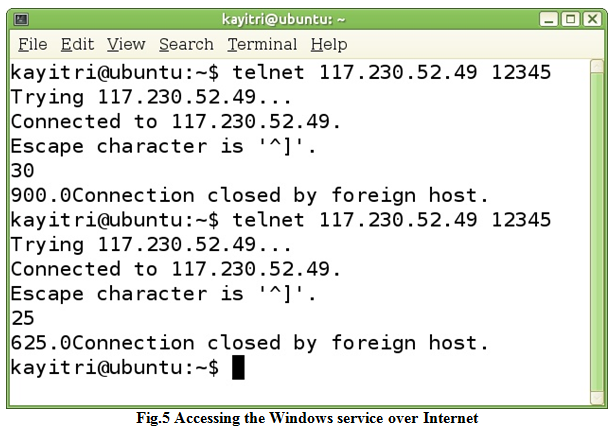 kayitri@ubuntu: ~
File Edit View Search Terminal Help
kayitri@ubuntu:~$ telnet 117.230.52.49 12345
Trying 117.230.52.49...
Connected to 117.230.52.49.
Escape character is '^]'.
30
900.0Connection closed by foreign host.
kayitri@ubuntu:~$ telnet 117.230.52.49 12345
Trying 117.230.52.49...
Connected to 117.230.52.49.
Escape character is '^]'.
25
625.0Connection closed by foreign host.
kayitri@ubuntu:~$
Fig.5 Accessing the Windows service over Internet